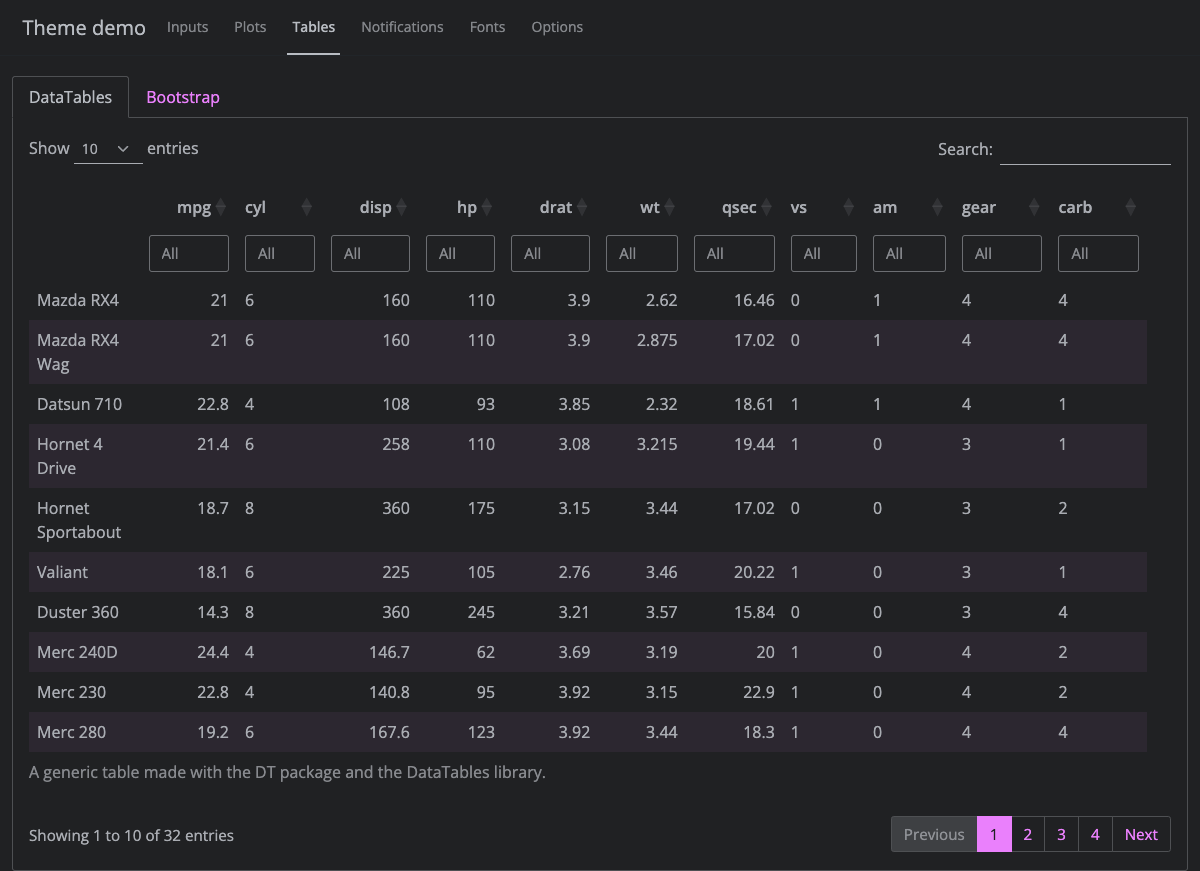 Theme demo Inputs Plots Tables Notifications Fonts Options
DataTables Bootstrap
Show 10 entries Search:
mpg cyl disp hp drat wt qsec vs am gear carb
All All All All All All All All All All All
Mazda RX4 21 6 160 110 3.9 2.62 16.46 0 1 4 4
Mazda RX4 21 6 160 110 3.9 2.875 17.02 0 1 4 4
Wag
Datsun 710 22.8 4 108 93 3.85 2.32 18.61 1 1 4 1
Hornet 4 21.4 6 258 110 3.08 3.215 19.44 1 0 3 1
Drive
Hornet 18.7 8 360 175 3.15 3.44 17.02 0 0 3 2
Sportabout
Valiant 18.1 6 225 105 2.76 3.46 20.22 1 0 3 1
Duster 360 14.3 8 360 245 3.21 3.57 15.84 0 0 3 4
Merc 240D 24.4 4 146.7 62 3.69 3.19 20 1 0 4 2
Merc 230 22.8 4 140.8 95 3.92 3.15 22.9 1 0 4 2
Merc 280 19.2 6 167.6 123 3.92 3.44 18.3 1 0 4 4
A generic table made with the DT package and the DataTables library.
Showing 1 to 10 of 32 entries Previous 1 2 3 4 Next